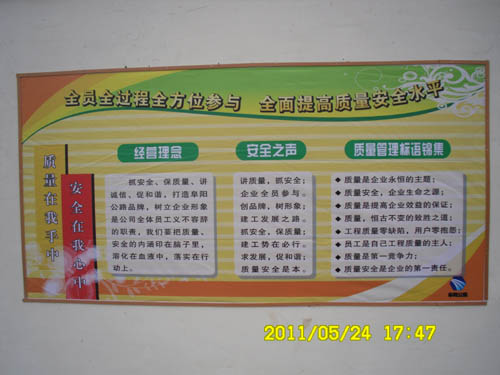 全员全过程全方位参与 全面提高质量安全水平
质量在我手中
安全在我心中
经营理念
抓安全、保质量、讲
诚信，促和谐，打造阜阳
公路品牌，树立企业形象
是公司全体员工义不容辞
的职责，我们要把质量、
安全的内涵印在脑子里，
溶化在血液中，落实在行
动上。
安全之声
讲质量，抓安全；
企业全员参与。
创品牌，树形象；
建工发展之路。
抓安全，保质量；
建工势在必行。
求发展，促和谐；
质量安全是本。
质量管理标语锦集
◆ 质量是企业永恒的主题；
◆ 质量安全，企业生命之源；
◆ 质量是提高企业效益的保证；
◆ 质量，恒古不变的致胜之道；
◆ 工程质量零缺陷，用户零抱怨；
◆ 员工是自己工程质量的主人；
◆ 质量是第一竞争力；
◆ 质量安全是企业的第一责任。
2011/05/24 17:47